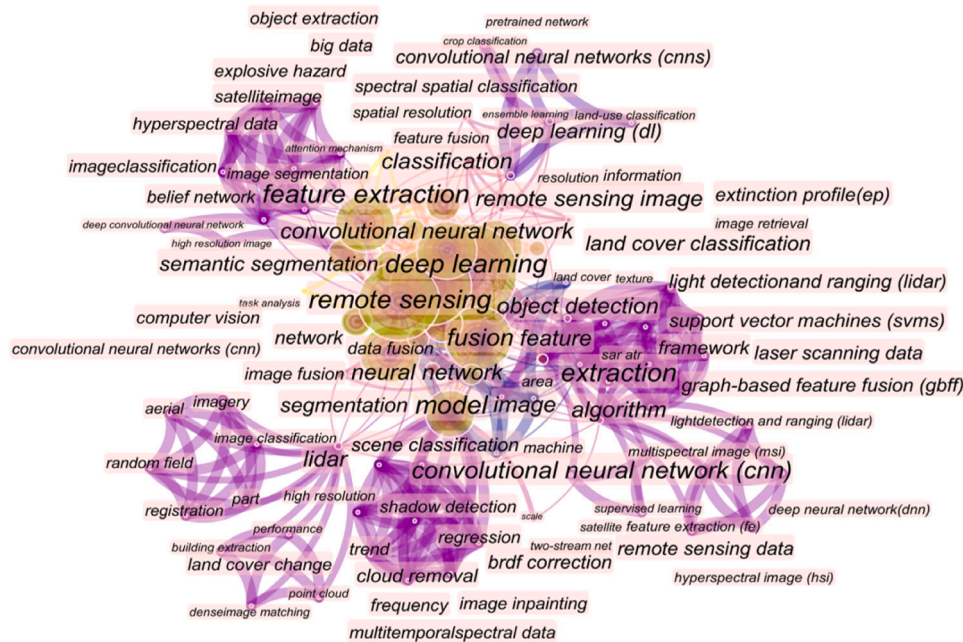 object extraction
pretrained network
big data
crop classification
convolutional neural networks (cnns)
explosive hazard
spectral spatial classification
satelliteimage
spatial resolution
ensemble learning
land-use classification
hyperspectral data
feature fusion
deep learning (dl)
attention mechanism
classification
imageclassification
image segmentation
resolution
information
belief network
feature extraction
remote sensing image
extinction profile(ep)
deep convolutional neural network
convolutional neural network
image retrieval
high resolution image
land cover classification
semantic segmentation
deep learning
land cover
texture
light detectionand ranging (lidar)
task analysis
remote sensing
object detection
computer vision
support vector machines (svms)
network
fusion
feature
convolutional neural networks (cnn)
data fusion
framework
laser scanning data
sar atr
image fusion
neural network
extraction
area
graph-based feature fusion (gbff)
segmentation
model
image
algorithm
aerial
imagery
lightdetection and ranging (lidar)
image classification
scene classification
machine
multispectral image (msi)
lidar
random field
convolutional neural network (cnn)
part
high resolution
registration
shadow detection
supervised learning
deep neural network(dnn)
scale
satellite
feature extraction (fe)
performance
regression
building extraction
trend
two-stream net
remote sensing data
land cover change
brdf correction
cloud removal
hyperspectral image (hsi)
point cloud
denseimage matching
frequency
image inpainting
multitemporalspectral data